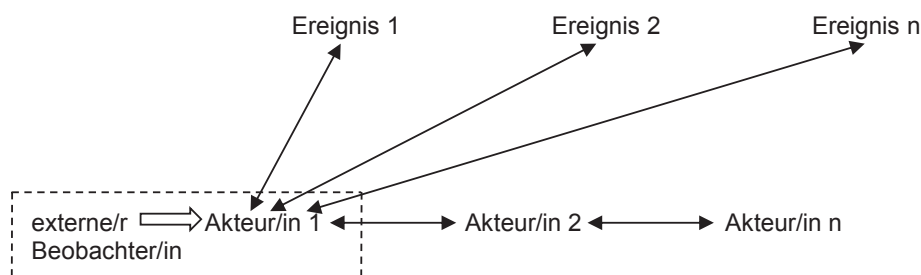 Ereignis 1 Ereignis 2 Ereignis n
externe/r Akteur/in 1 Akteur/in 2 Akteur/in n
Beobachter/in